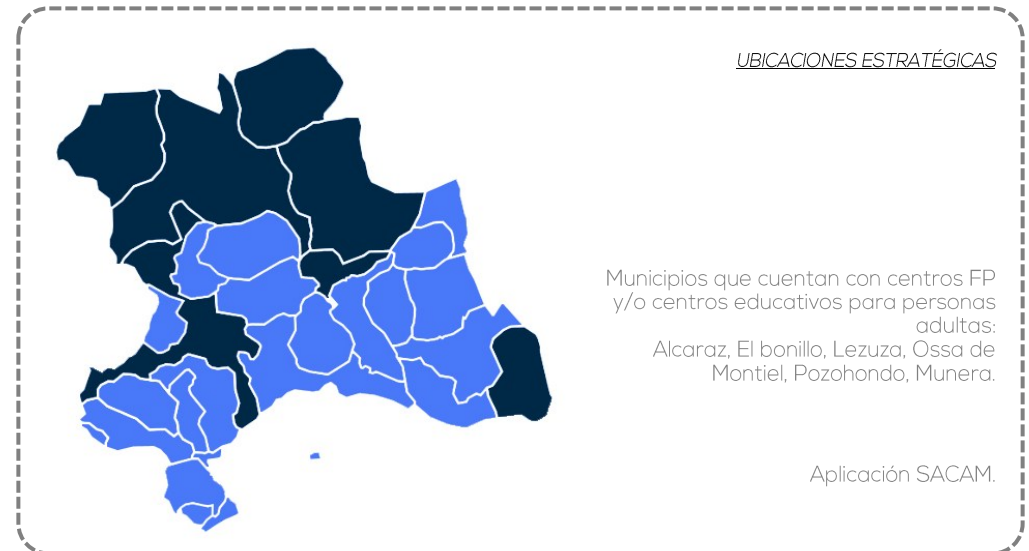 UBICACIONES ESTRATÉGICAS
Municipios que cuentan con centros FP
y/o centros educativos para personas
adultas:
Alcaraz, El bonillo, Lezuza, Ossa de
Montiel, Pozohondo, Munera.
Aplicación SACAM.